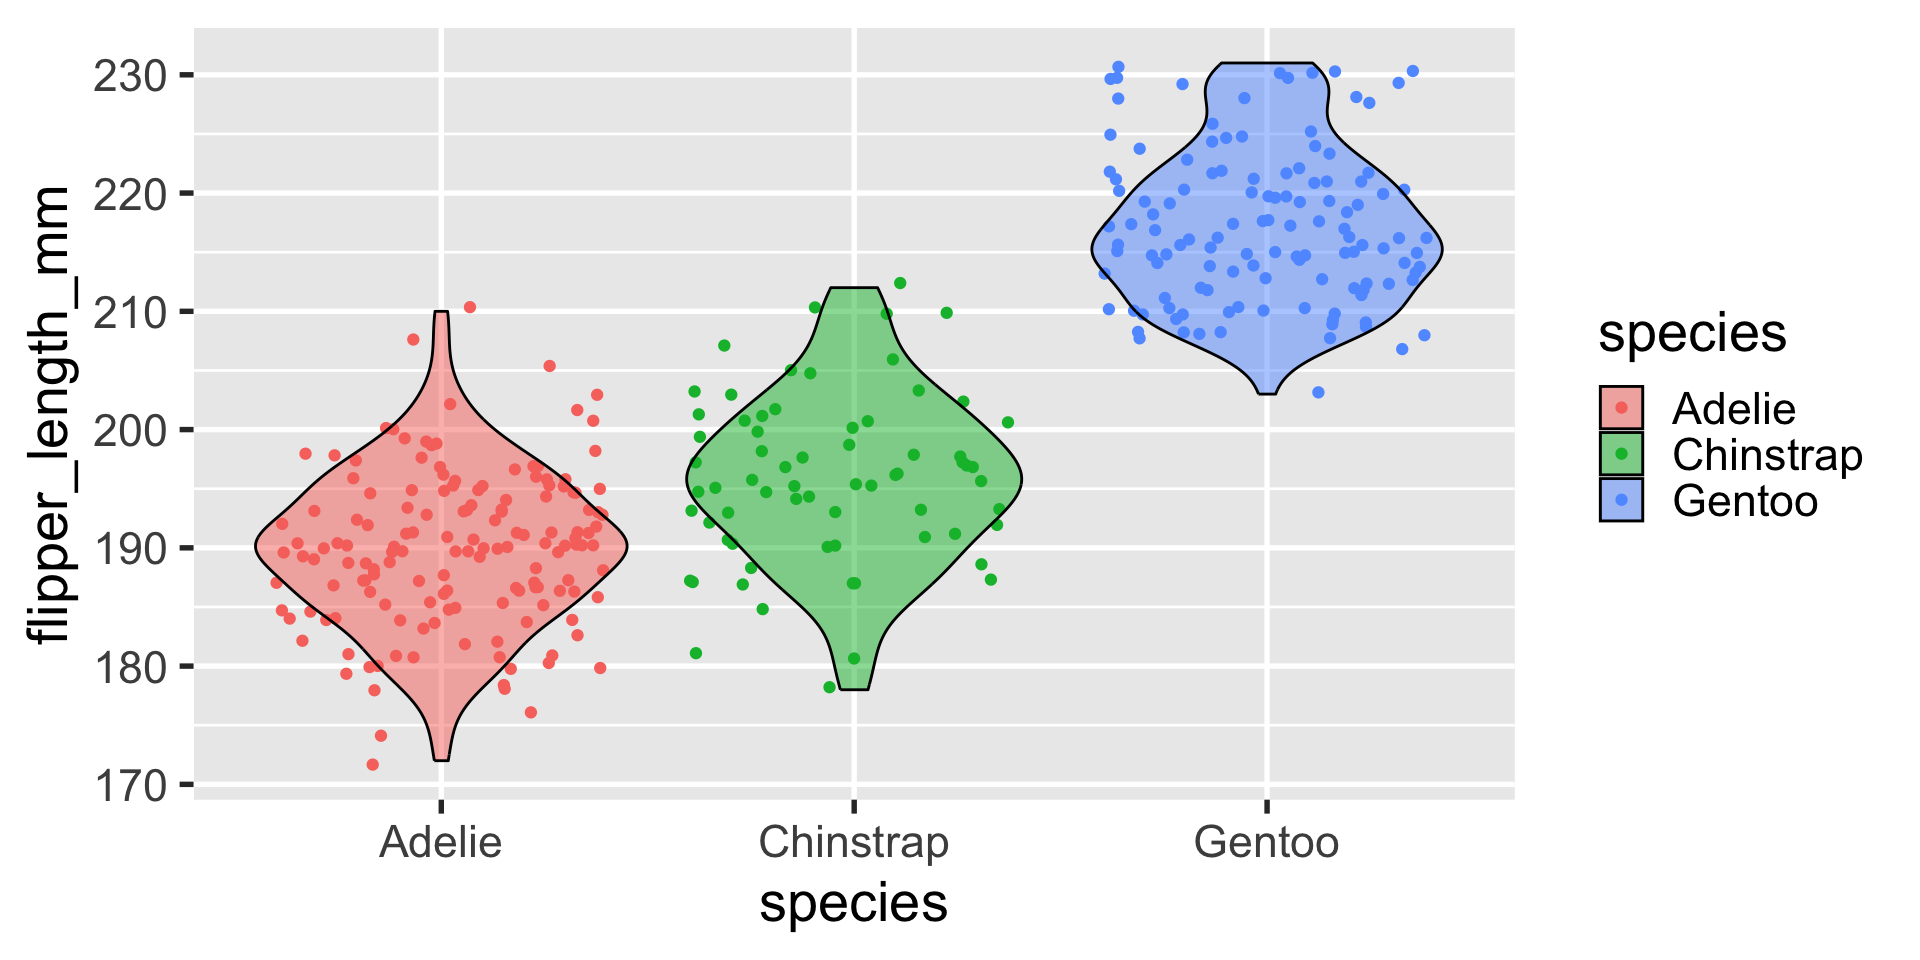 flipper_length_mm
230
220
210
200
190
180
170
Adelie
Chinstrap
Gentoo
species
species
Adelie
Chinstrap
Gentoo